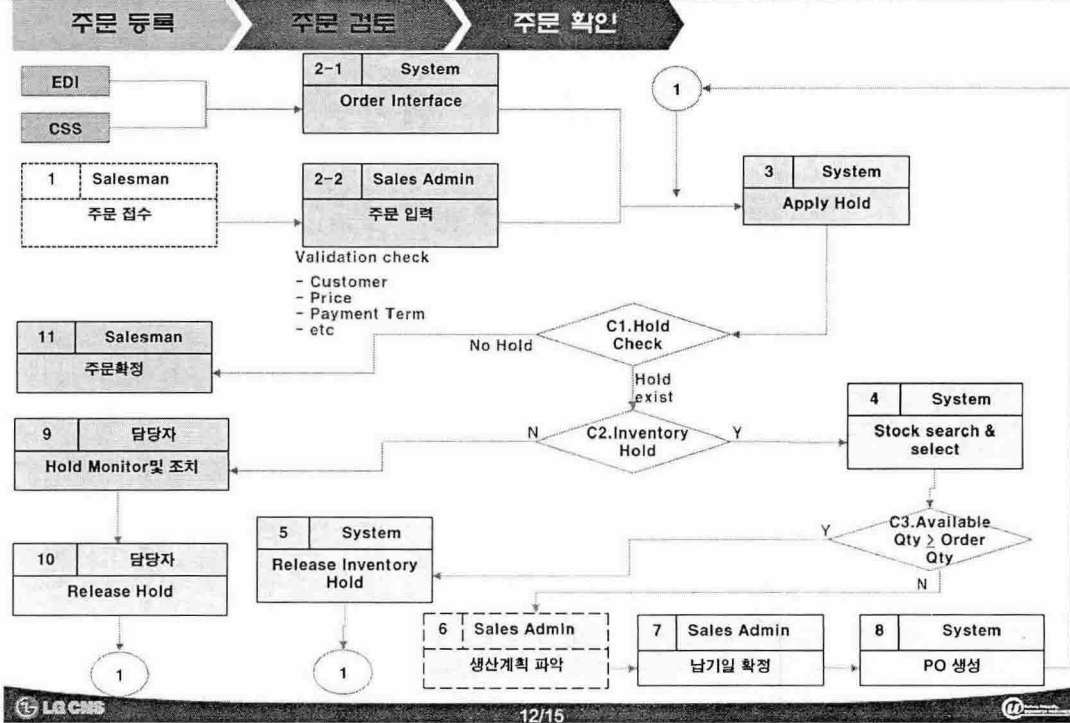 주문 등록
주문 검토
주문 확인
EDI
CSS
2-1 System
Order Interface
1
1 Salesman
주문 접수
2-2 Sales Admin
주문 입력
3 System
Apply Hold
Validation check
- Customer
- Price
- Payment Term
- etc
11 Salesman
주문확정
No Hold
C1.Hold
Check
Hold
exist
9 담당자
Hold Monitor및 조치
N
C2.Inventory
Hold
Y
4 System
Stock search &
select
10 담당자
Release Hold
5 System
Release Inventory
Hold
Y
C3.Available
Qty ≥ Order
Qty
N
6 Sales Admin
생산계획 파악
7 Sales Admin
납기일 확정
8 System
PO 생성
1
1
LG CNS
12/15